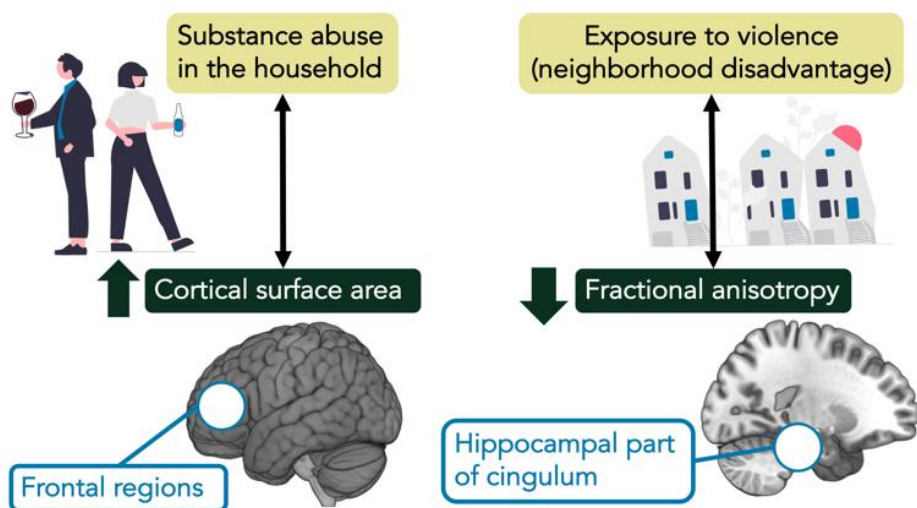 Substance abuse
in the household
Exposure to violence
(neighborhood disadvantage)
Cortical surface area
Fractional anisotropy
Frontal regions
Hippocampal part
of cingulum